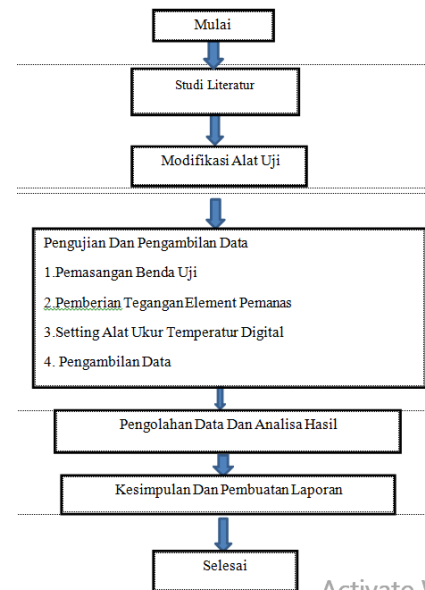 Mulai
Studi Literatur
Modifikasi Alat Uji
Pengujian Dan Pengambilan Data
1.Pemasangan Benda Uji
2.Pemberian Tegangan Element Pemanas
3.Setting Alat Ukur Temperatur Digital
4. Pengambilan Data
Pengolahan Data Dan Analisa Hasil
Kesimpulan Dan Pembuatan Laporan
Selesai
Activate